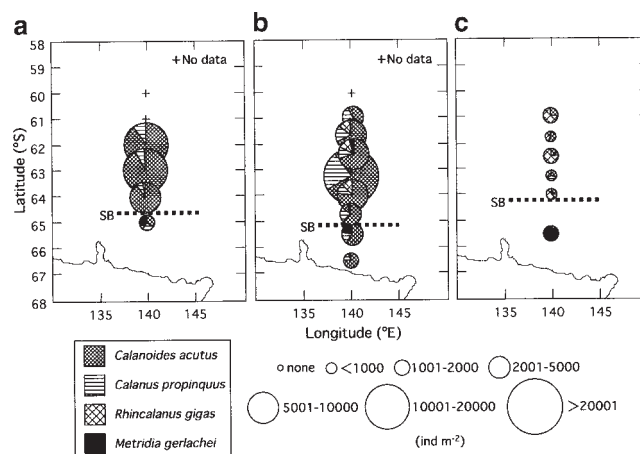 a b c
58
59
60
61
62
63
64
65
66
67
68
Latitude (°S)
+No data
+No data
SB
SB
SB
135 140 145
135 140 145
135 140 145
Longitude (°E)
Calanoides acutus
Calanus propinquus
Rhincalanus gigas
Metridia gerlachei
none <1000 1001-2000 2001-5000
5001-10000 10001-20000 >20001
(ind m⁻²)